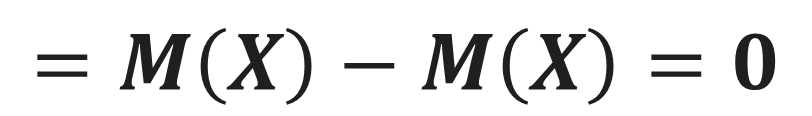 = M(X) − M(X) = 0